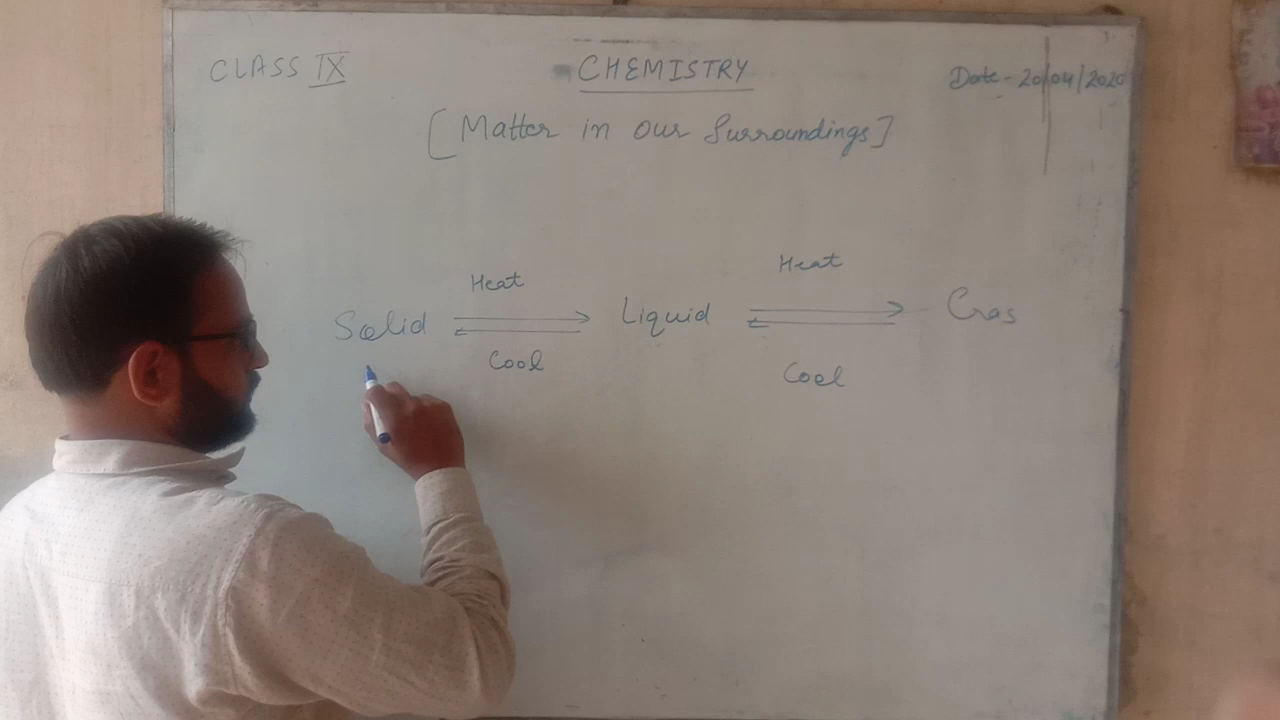 CLASS IX CHEMISTRY Date - 20/04/2020
[Matter in our Surroundings]
Heat Heat
Solid Liquid Gas
Cool Cool